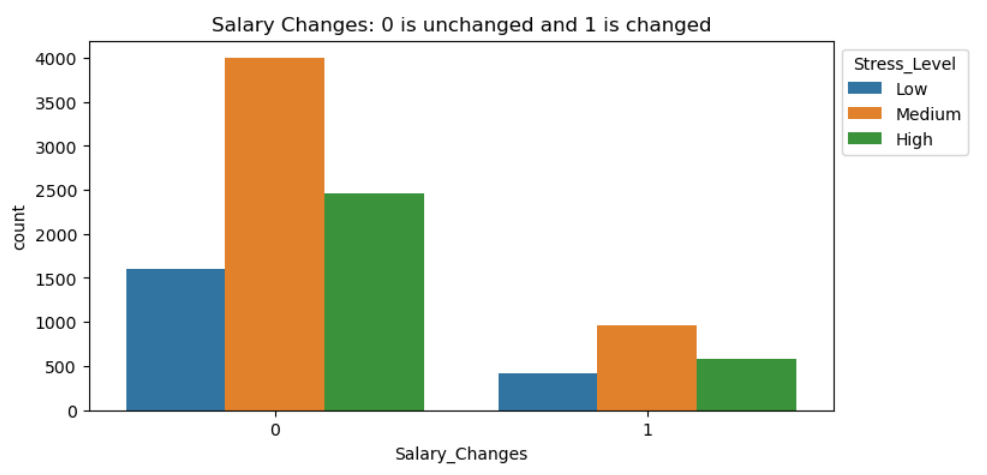 Salary Changes: 0 is unchanged and 1 is changed
Stress_Level
Low
Medium
High
count
4000
3500
3000
2500
2000
1500
1000
500
0
0 1
Salary_Changes